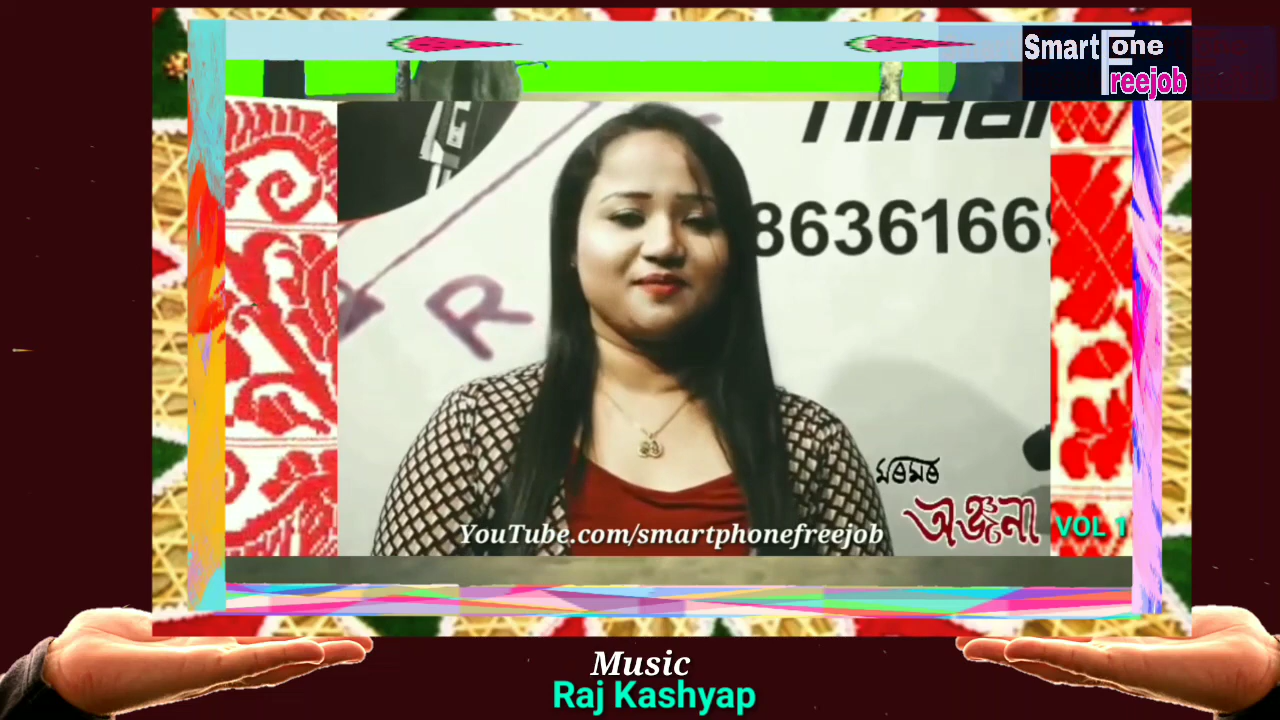 Smart Fone
Freejob
R
8636166
মৰমৰ
অঞ্জনা
VOL 1
YouTube.com/smartphonefreejob
Music
Raj Kashyap